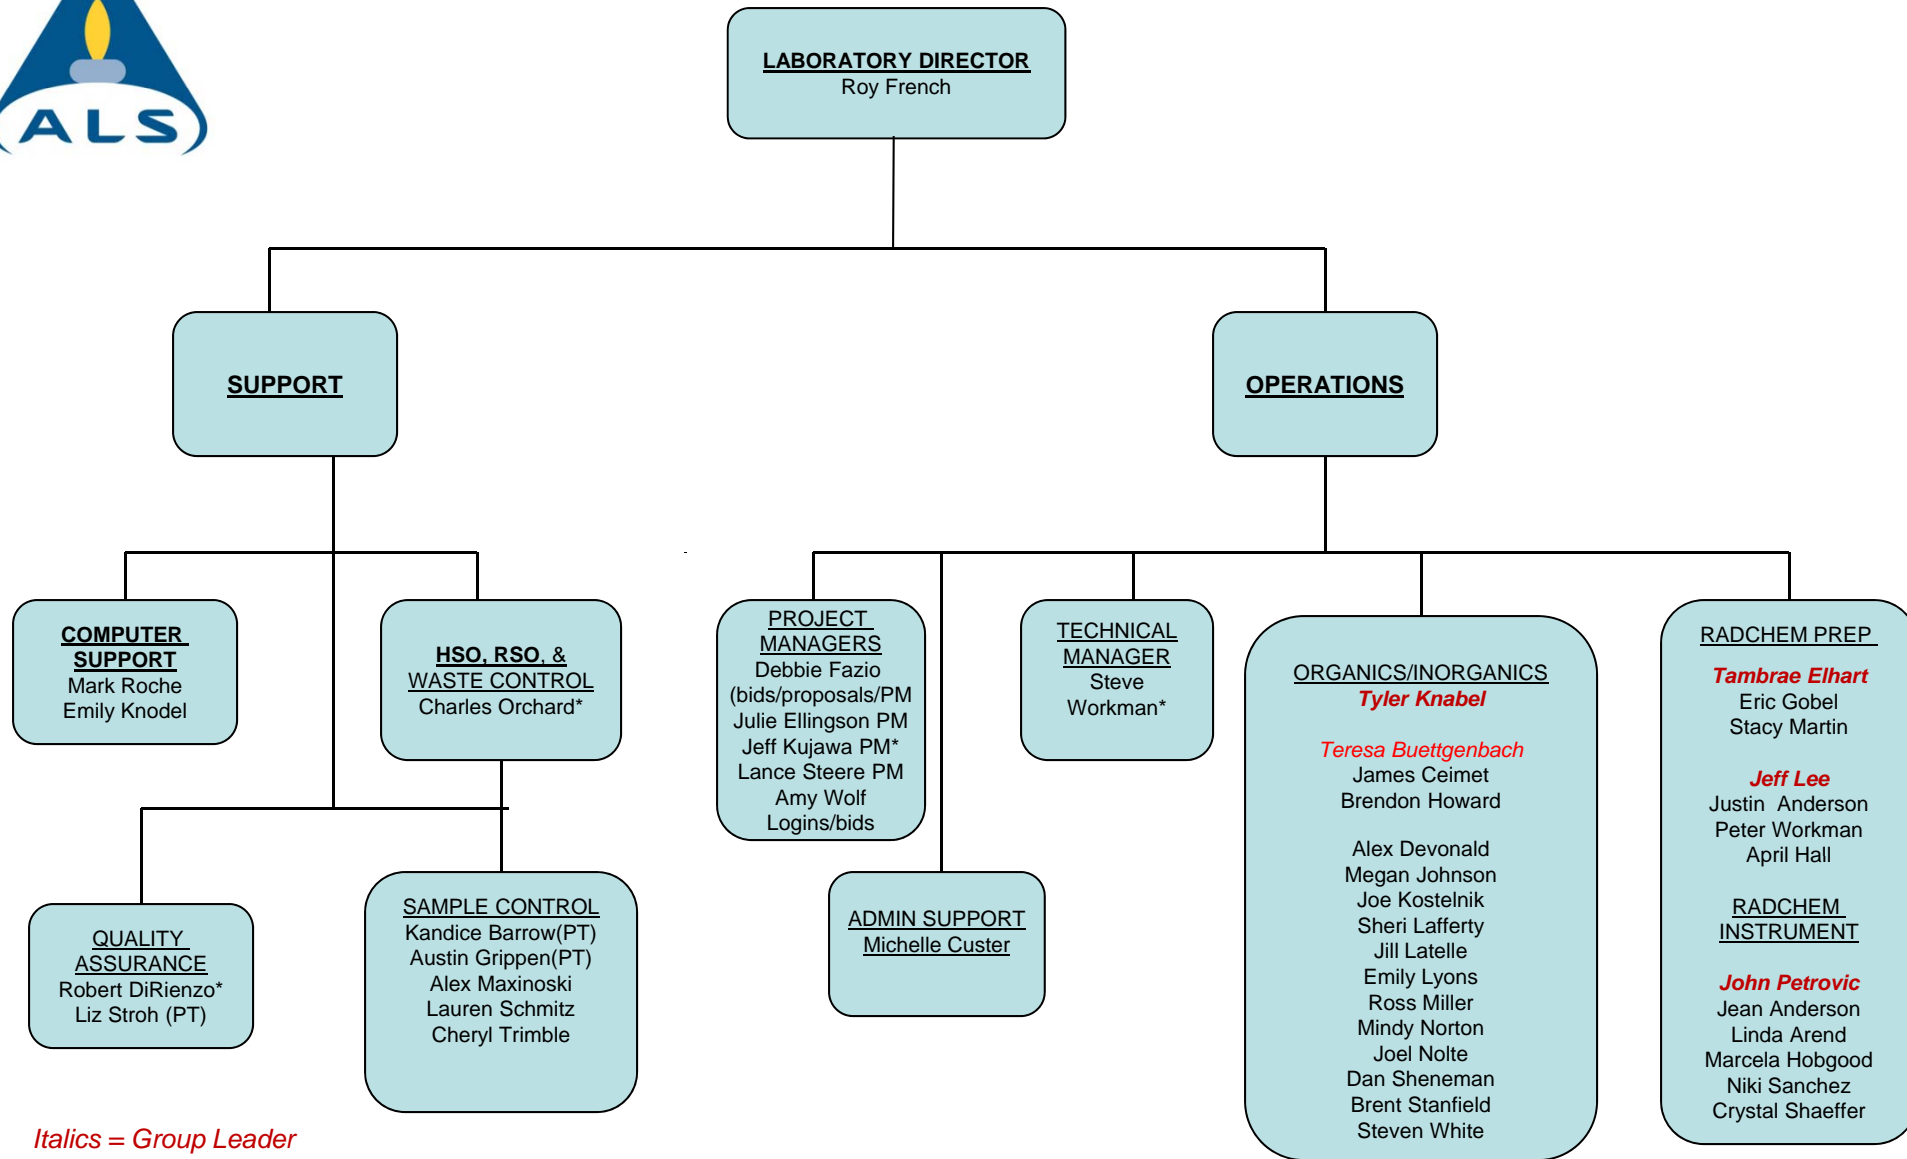 ALS
LABORATORY DIRECTOR
Roy French
SUPPORT
OPERATIONS
COMPUTER
SUPPORT
Mark Roche
Emily Knodel
HSO, RSO, &
WASTE CONTROL
Charles Orchard*
PROJECT
MANAGERS
Debbie Fazio
(bids/proposals/PM
Julie Ellingson PM
Jeff Kujawa PM*
Lance Steere PM
Amy Wolf
Logins/bids
TECHNICAL
MANAGER
Steve
Workman*
ORGANICS/INORGANICS
Tyler Knabel
Teresa Buettgenbach
James Ceimet
Brendon Howard
Alex Devonald
Megan Johnson
Joe Kostelnik
Sheri Lafferty
Jill Latelle
Emily Lyons
Ross Miller
Mindy Norton
Joel Nolte
Dan Sheneman
Brent Stanfield
Steven White
RADCHEM PREP
Tambrae Elhart
Eric Gobel
Stacy Martin
Jeff Lee
Justin  Anderson
Peter Workman
April Hall
RADCHEM
INSTRUMENT
John Petrovic
Jean Anderson
Linda Arend
Marcela Hobgood
Niki Sanchez
Crystal Shaeffer
QUALITY
ASSURANCE
Robert DiRienzo*
Liz Stroh (PT)
SAMPLE CONTROL
Kandice Barrow(PT)
Austin Grippen(PT)
Alex Maxinoski
Lauren Schmitz
Cheryl Trimble
ADMIN SUPPORT
Michelle Custer
Italics = Group Leader